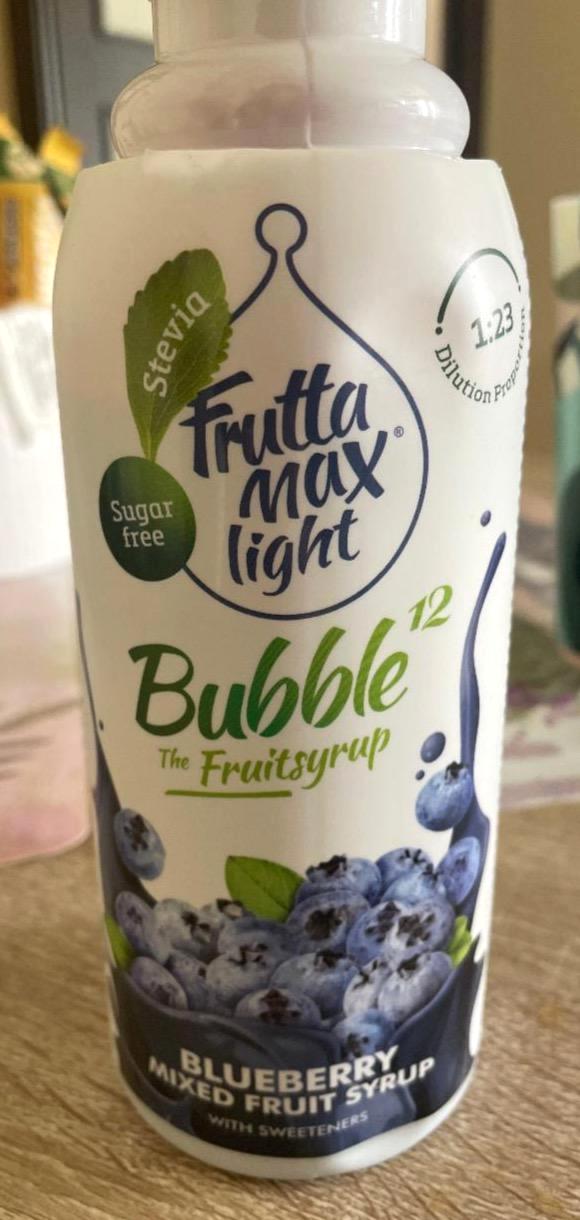 Stevia
Sugar
free
Frutta
Max®
light
1:23
Dilution Proportion
Bubble 12
The Fruitsyrup
BLUEBERRY
MIXED FRUIT SYRUP
WITH SWEETENERS